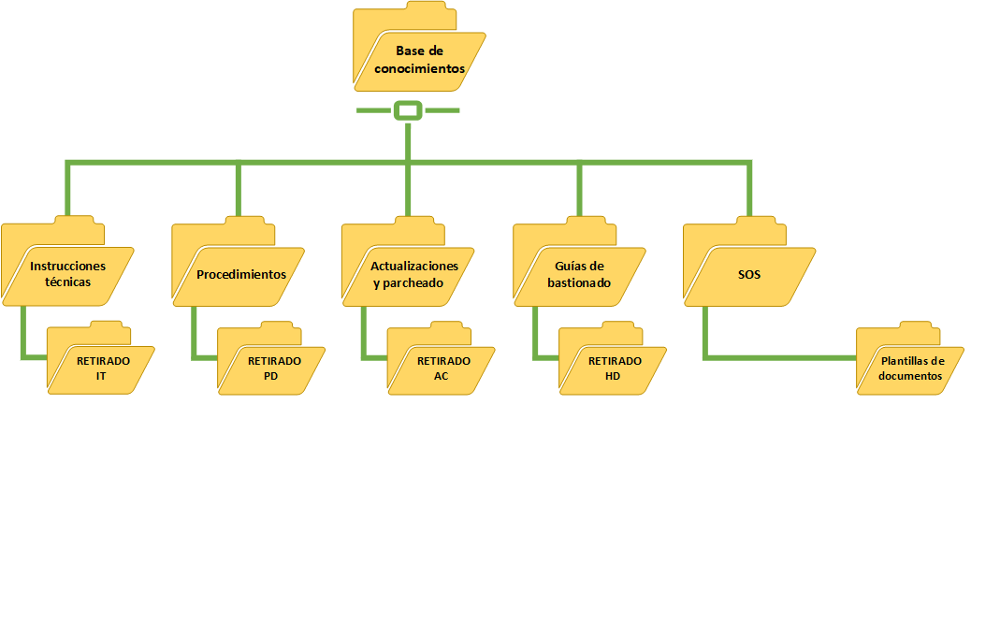 Base de
conocimientos
Instrucciones
técnicas
Procedimientos
Actualizaciones
y parcheado
Guías de
bastionado
SOS
RETIRADO
IT
RETIRADO
PD
RETIRADO
AC
RETIRADO
HD
Plantillas de
documentos